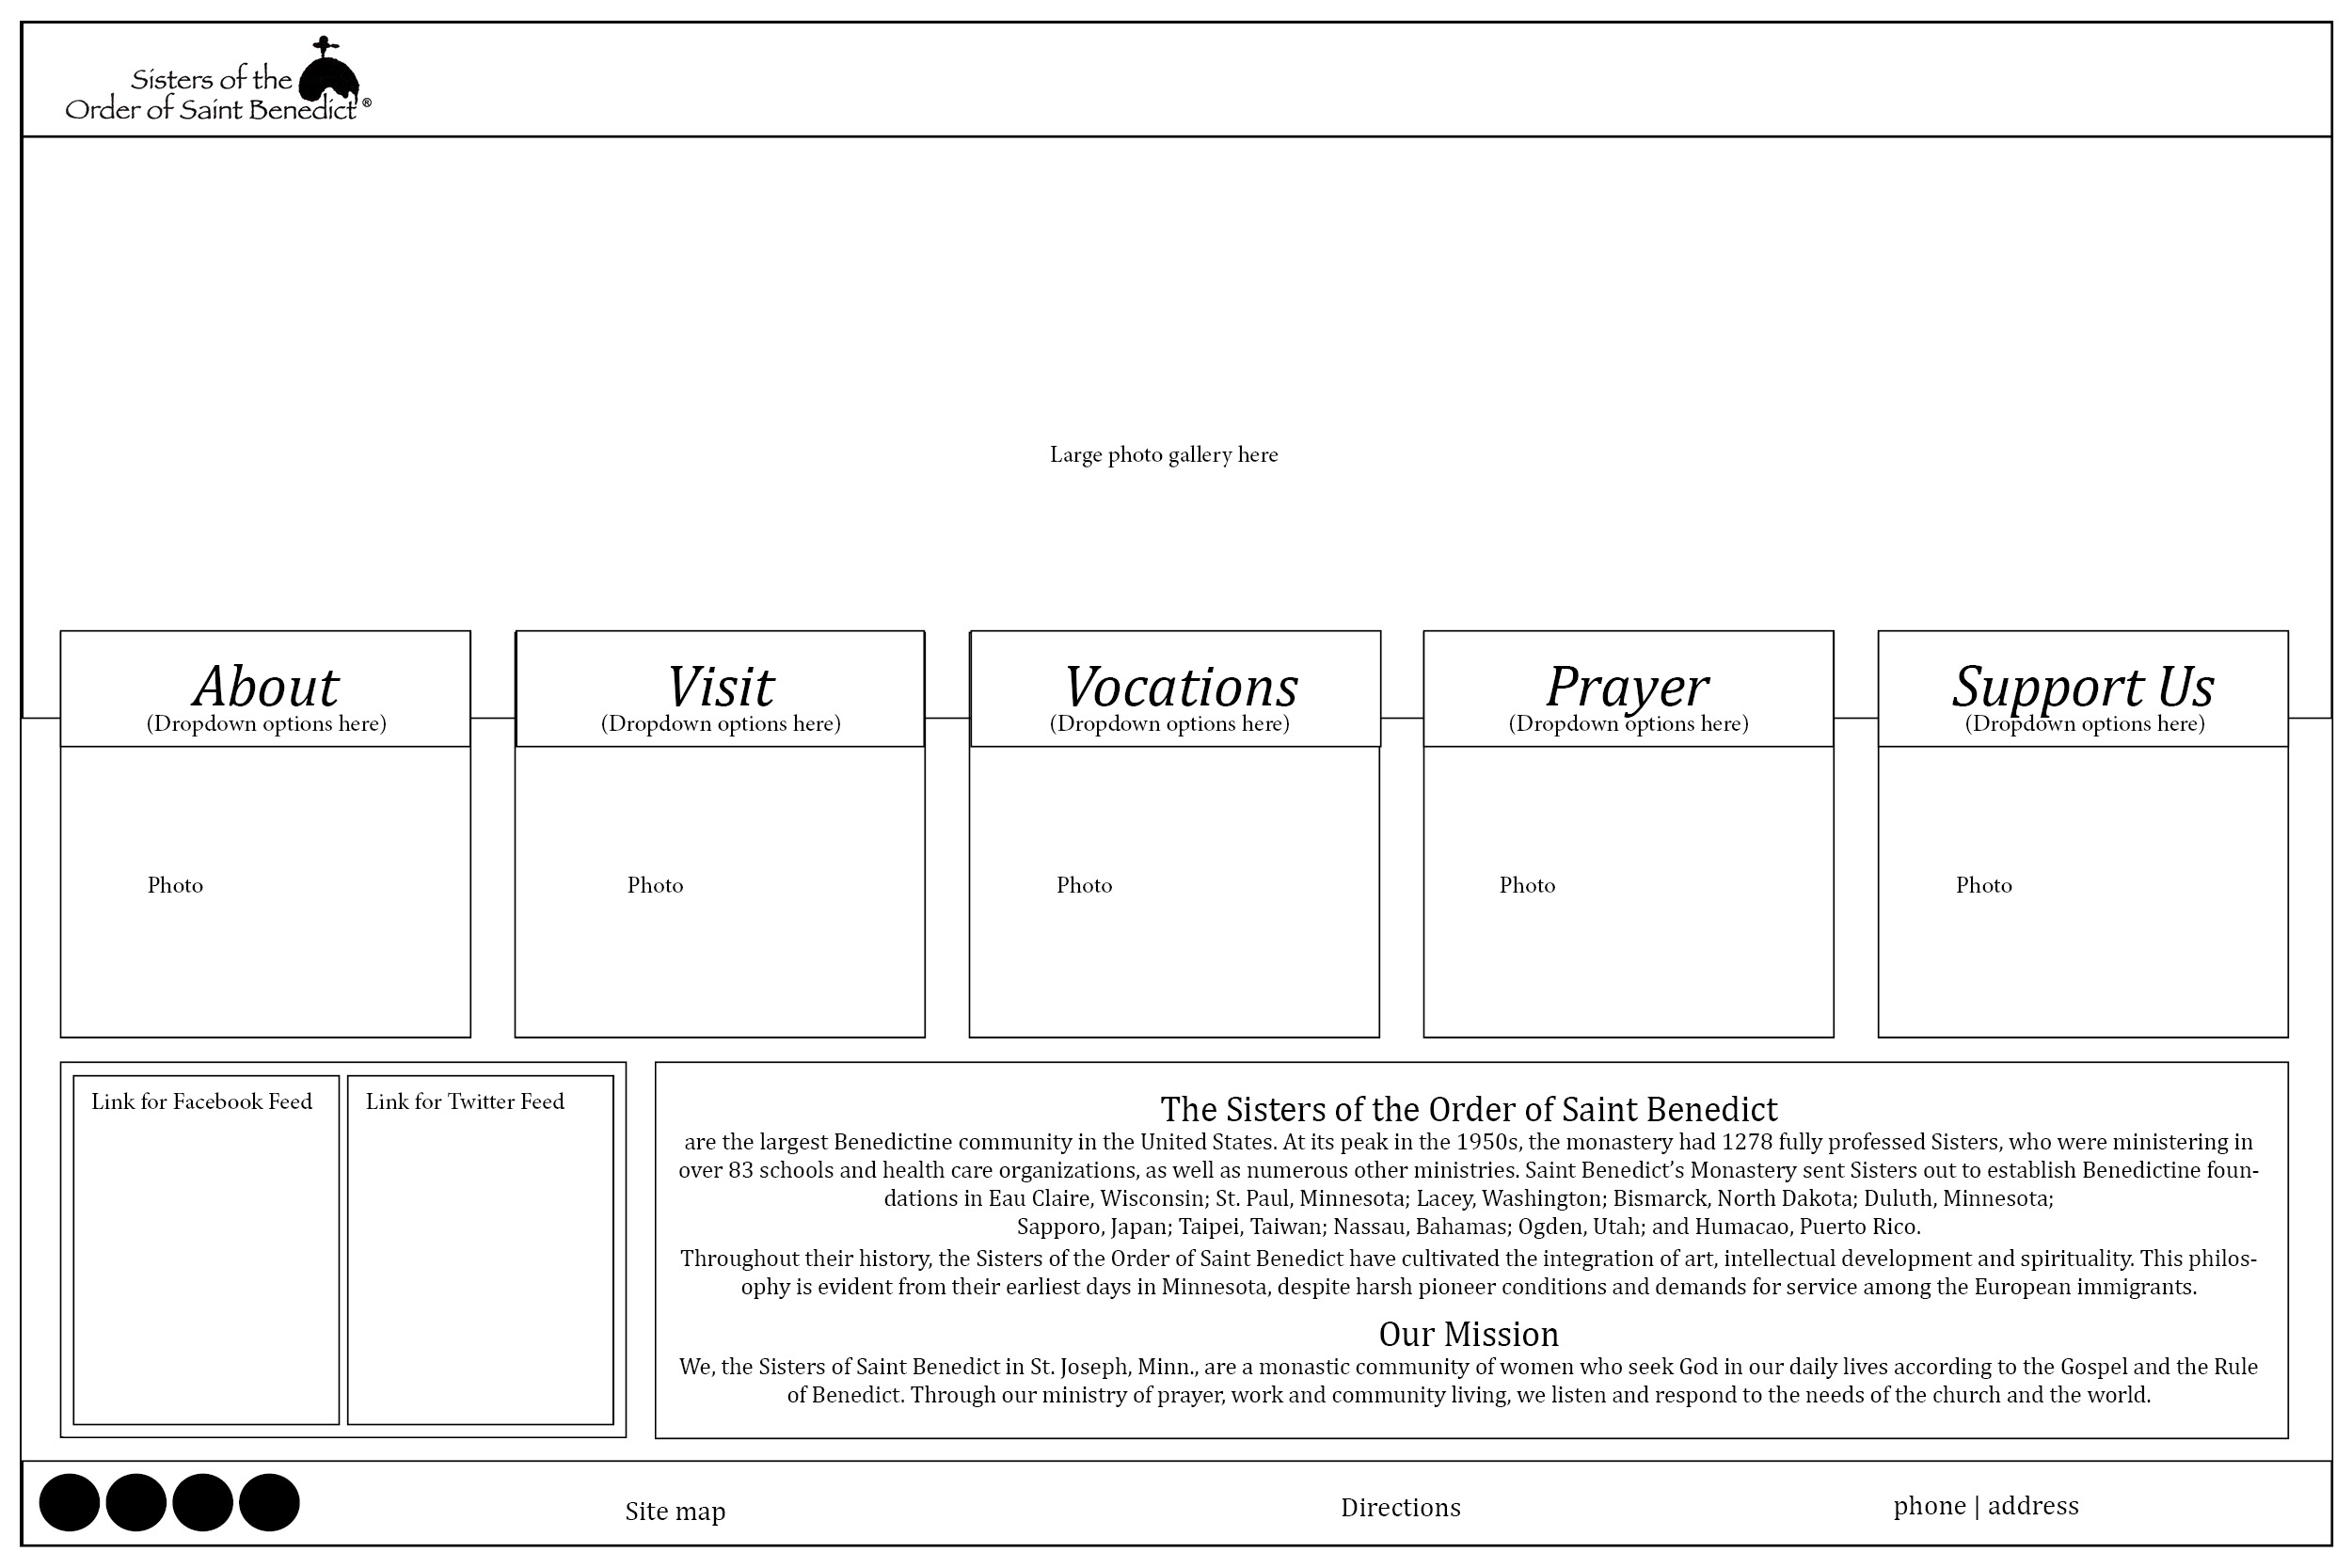 Sisters of the
Order of Saint Benedict®
Large photo gallery here
About
(Dropdown options here)
Visit
(Dropdown options here)
Vocations
(Dropdown options here)
Prayer
(Dropdown options here)
Support Us
(Dropdown options here)
Photo
Photo
Photo
Photo
Photo
Link for Facebook Feed
Link for Twitter Feed
The Sisters of the Order of Saint Benedict
are the largest Benedictine community in the United States. At its peak in the 1950s, the monastery had 1278 fully professed Sisters, who were ministering in
over 83 schools and health care organizations, as well as numerous other ministries. Saint Benedict’s Monastery sent Sisters out to establish Benedictine foun-
dations in Eau Claire, Wisconsin; St. Paul, Minnesota; Lacey, Washington; Bismarck, North Dakota; Duluth, Minnesota;
Sapporo, Japan; Taipei, Taiwan; Nassau, Bahamas; Ogden, Utah; and Humacao, Puerto Rico.
Throughout their history, the Sisters of the Order of Saint Benedict have cultivated the integration of art, intellectual development and spirituality. This philos-
ophy is evident from their earliest days in Minnesota, despite harsh pioneer conditions and demands for service among the European immigrants.
Our Mission
We, the Sisters of Saint Benedict in St. Joseph, Minn., are a monastic community of women who seek God in our daily lives according to the Gospel and the Rule
of Benedict. Through our ministry of prayer, work and community living, we listen and respond to the needs of the church and the world.
Site map
Directions
phone | address